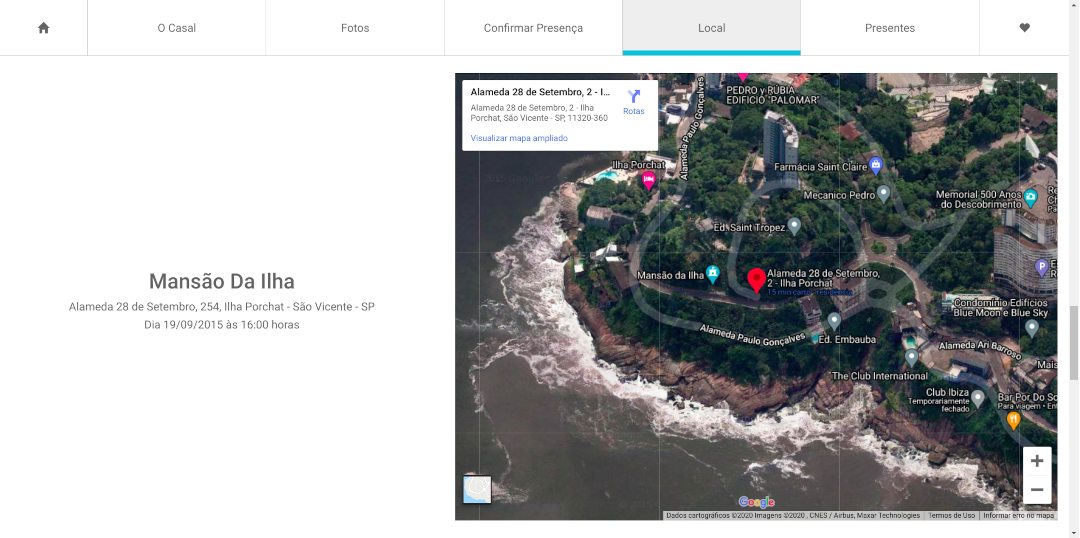 O Casal
Fotos
Confirmar Presença
Local
Presentes
Mansão Da Ilha
Alameda 28 de Setembro, 254, Ilha Porchat - São Vicente - SP
Dia 19/09/2015 às 16:00 horas
Alameda 28 de Setembro, 2 - I...
Alameda 28 de Setembro, 2 - Ilha
Porchat, São Vicente - SP, 11320-360
Rotas
Visualizar mapa ampliado
PEDRO y RUBIA
EDIFICIO "PALOMAR"
Alameda Paulo Gonçalves
Ilha Porchat
Farmácia Saint Claire
Mecanico Pedro
Memorial 500 Anos
do Descobrimento
Ed. Saint Tropez.
Mansão da Ilha
Alameda 28 de Setembro,
2 - Ilha Porchat
15 min carro
Condomínio Edifícios
Blue Moon e Blue Sky
Alameda Paulo Gonçalves
Ed. Embauba
Alameda Ari Barroso
Mais
"The Club International
Club Ibiza
Temporariamente
fechado
Bar Por Do So
Para viagem • Ent
Google
Dados cartográficos ©2020 Imagens ©2020 , CNES / Airbus, Maxar Technologies
Termos de Uso
Informar erro no mapa